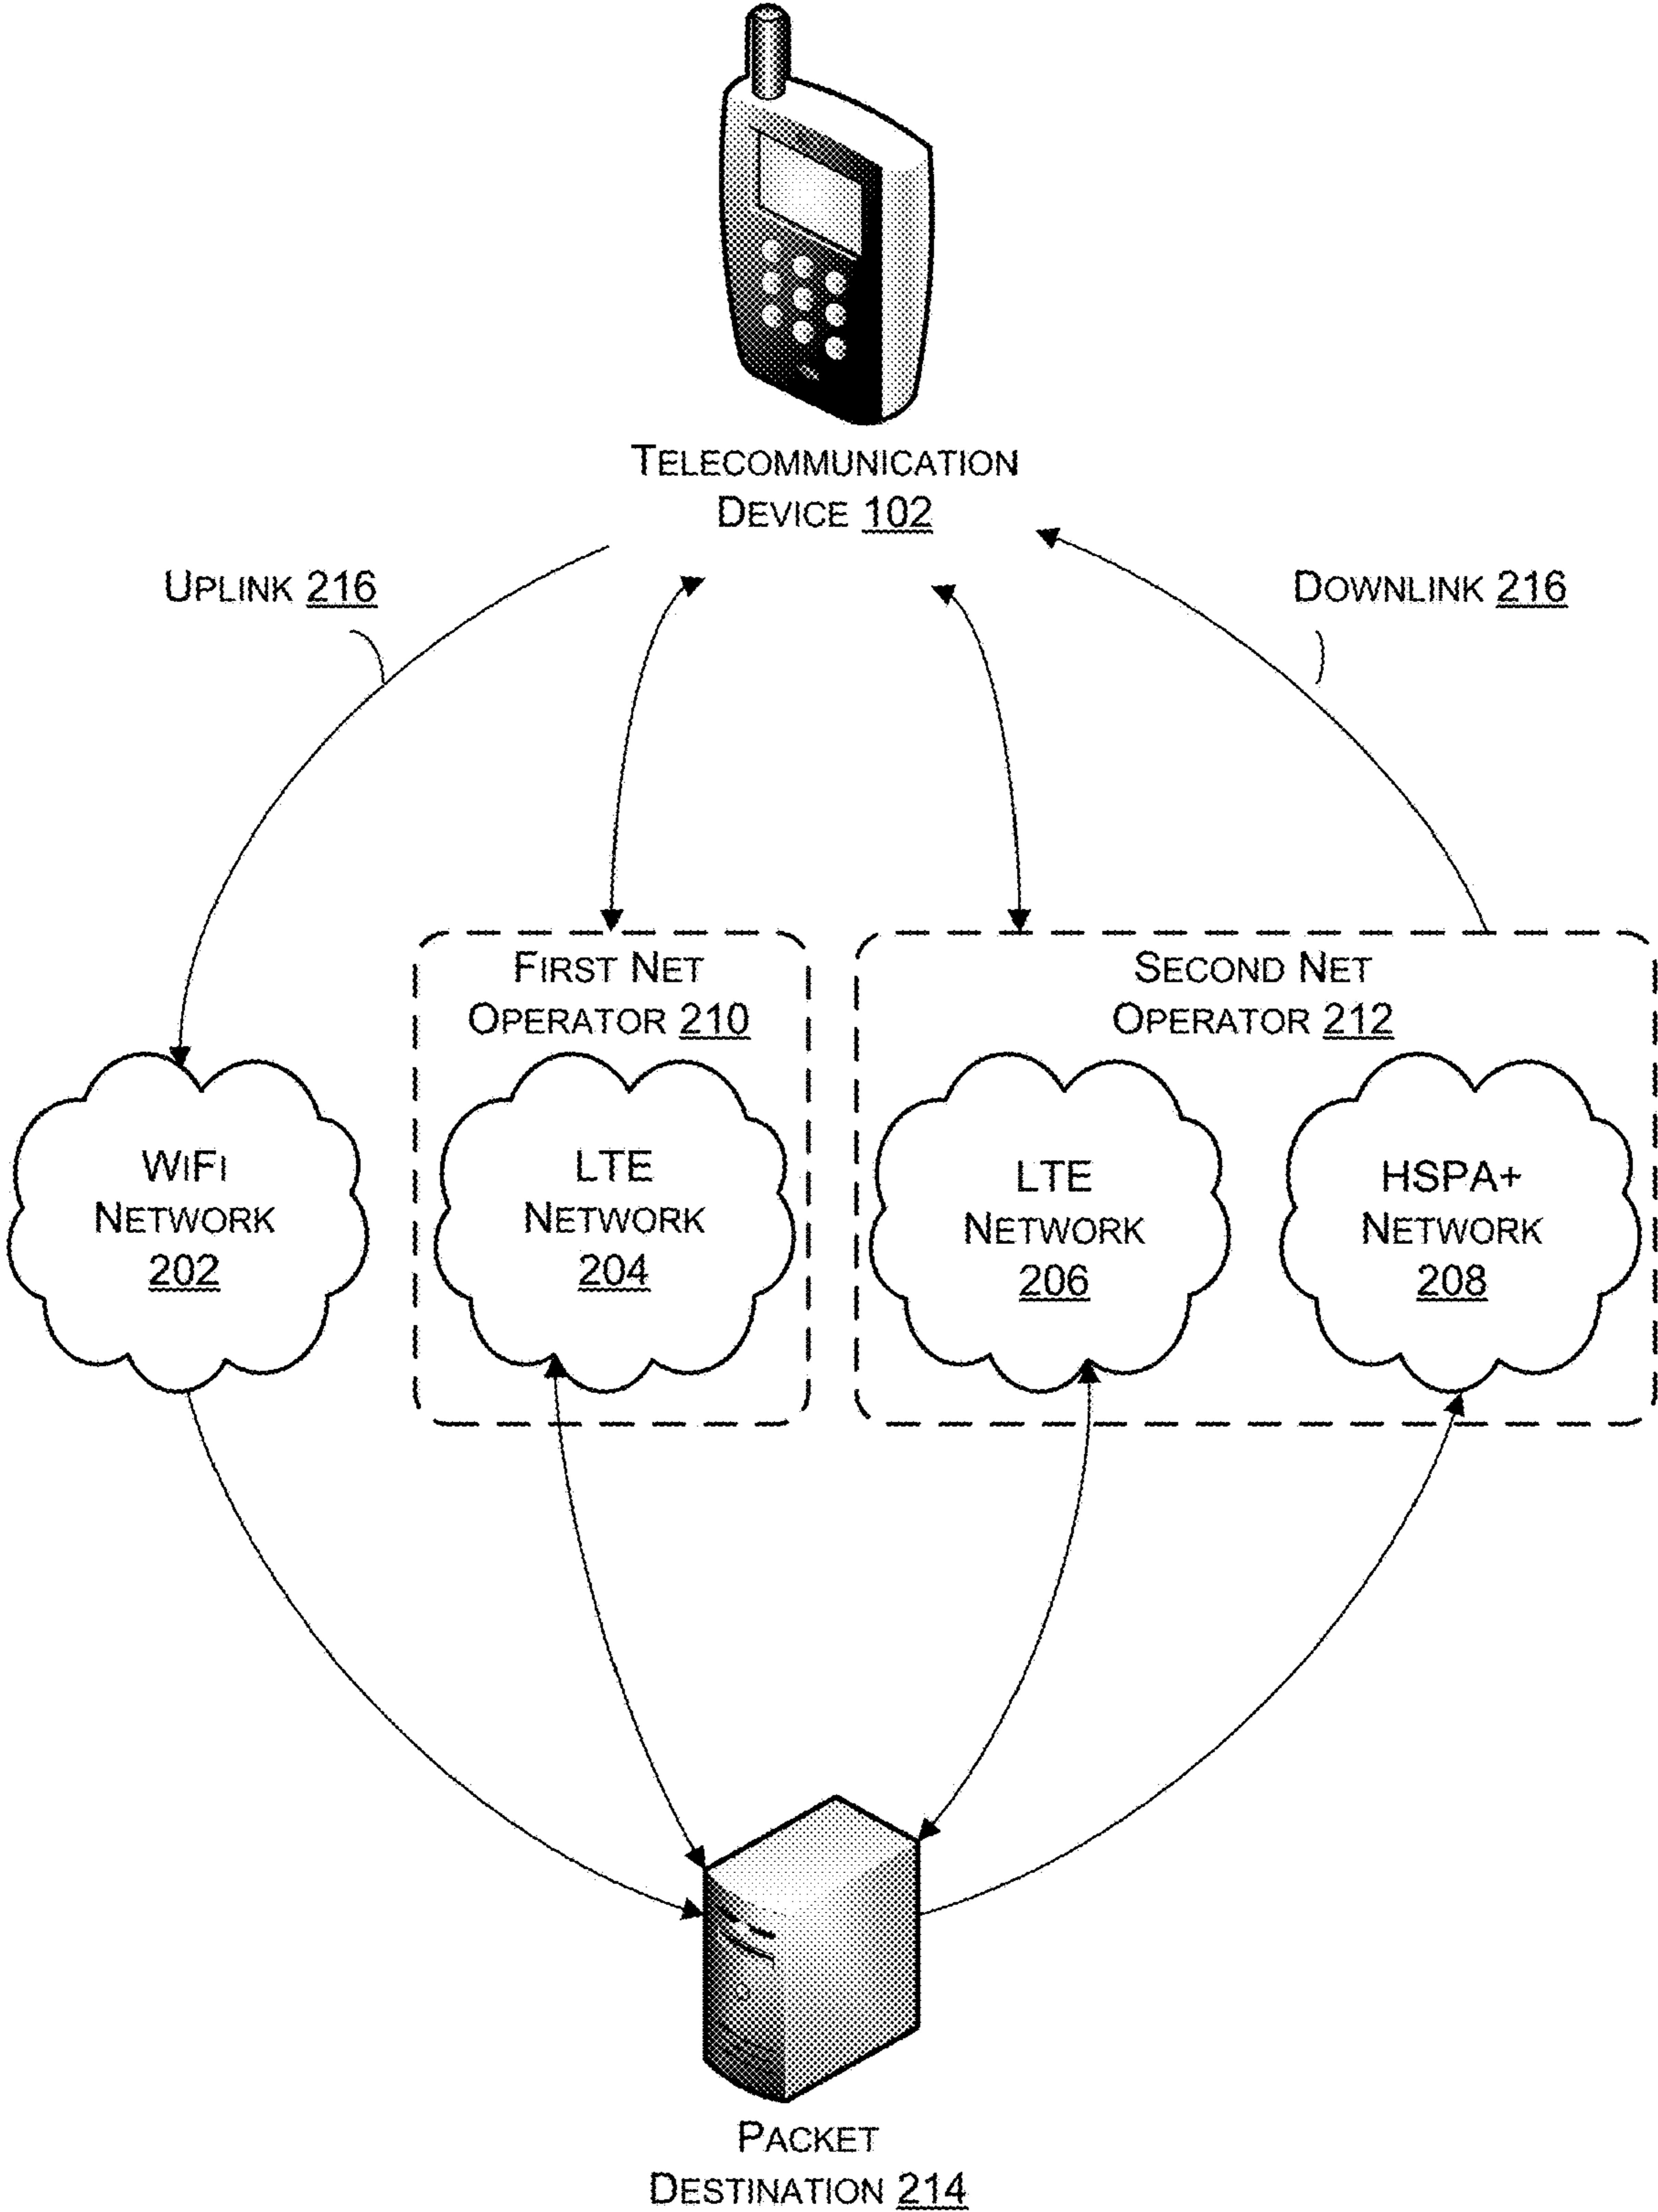 TELECOMMUNICATION
DEVICE 102
UPLINK 216
DOWNLINK 216
FIRST NET
OPERATOR 210
SECOND NET
OPERATOR 212
WIFI
NETWORK
202
LTE
NETWORK
204
LTE
NETWORK
206
HSPA+
NETWORK
208
PACKET
DESTINATION 214